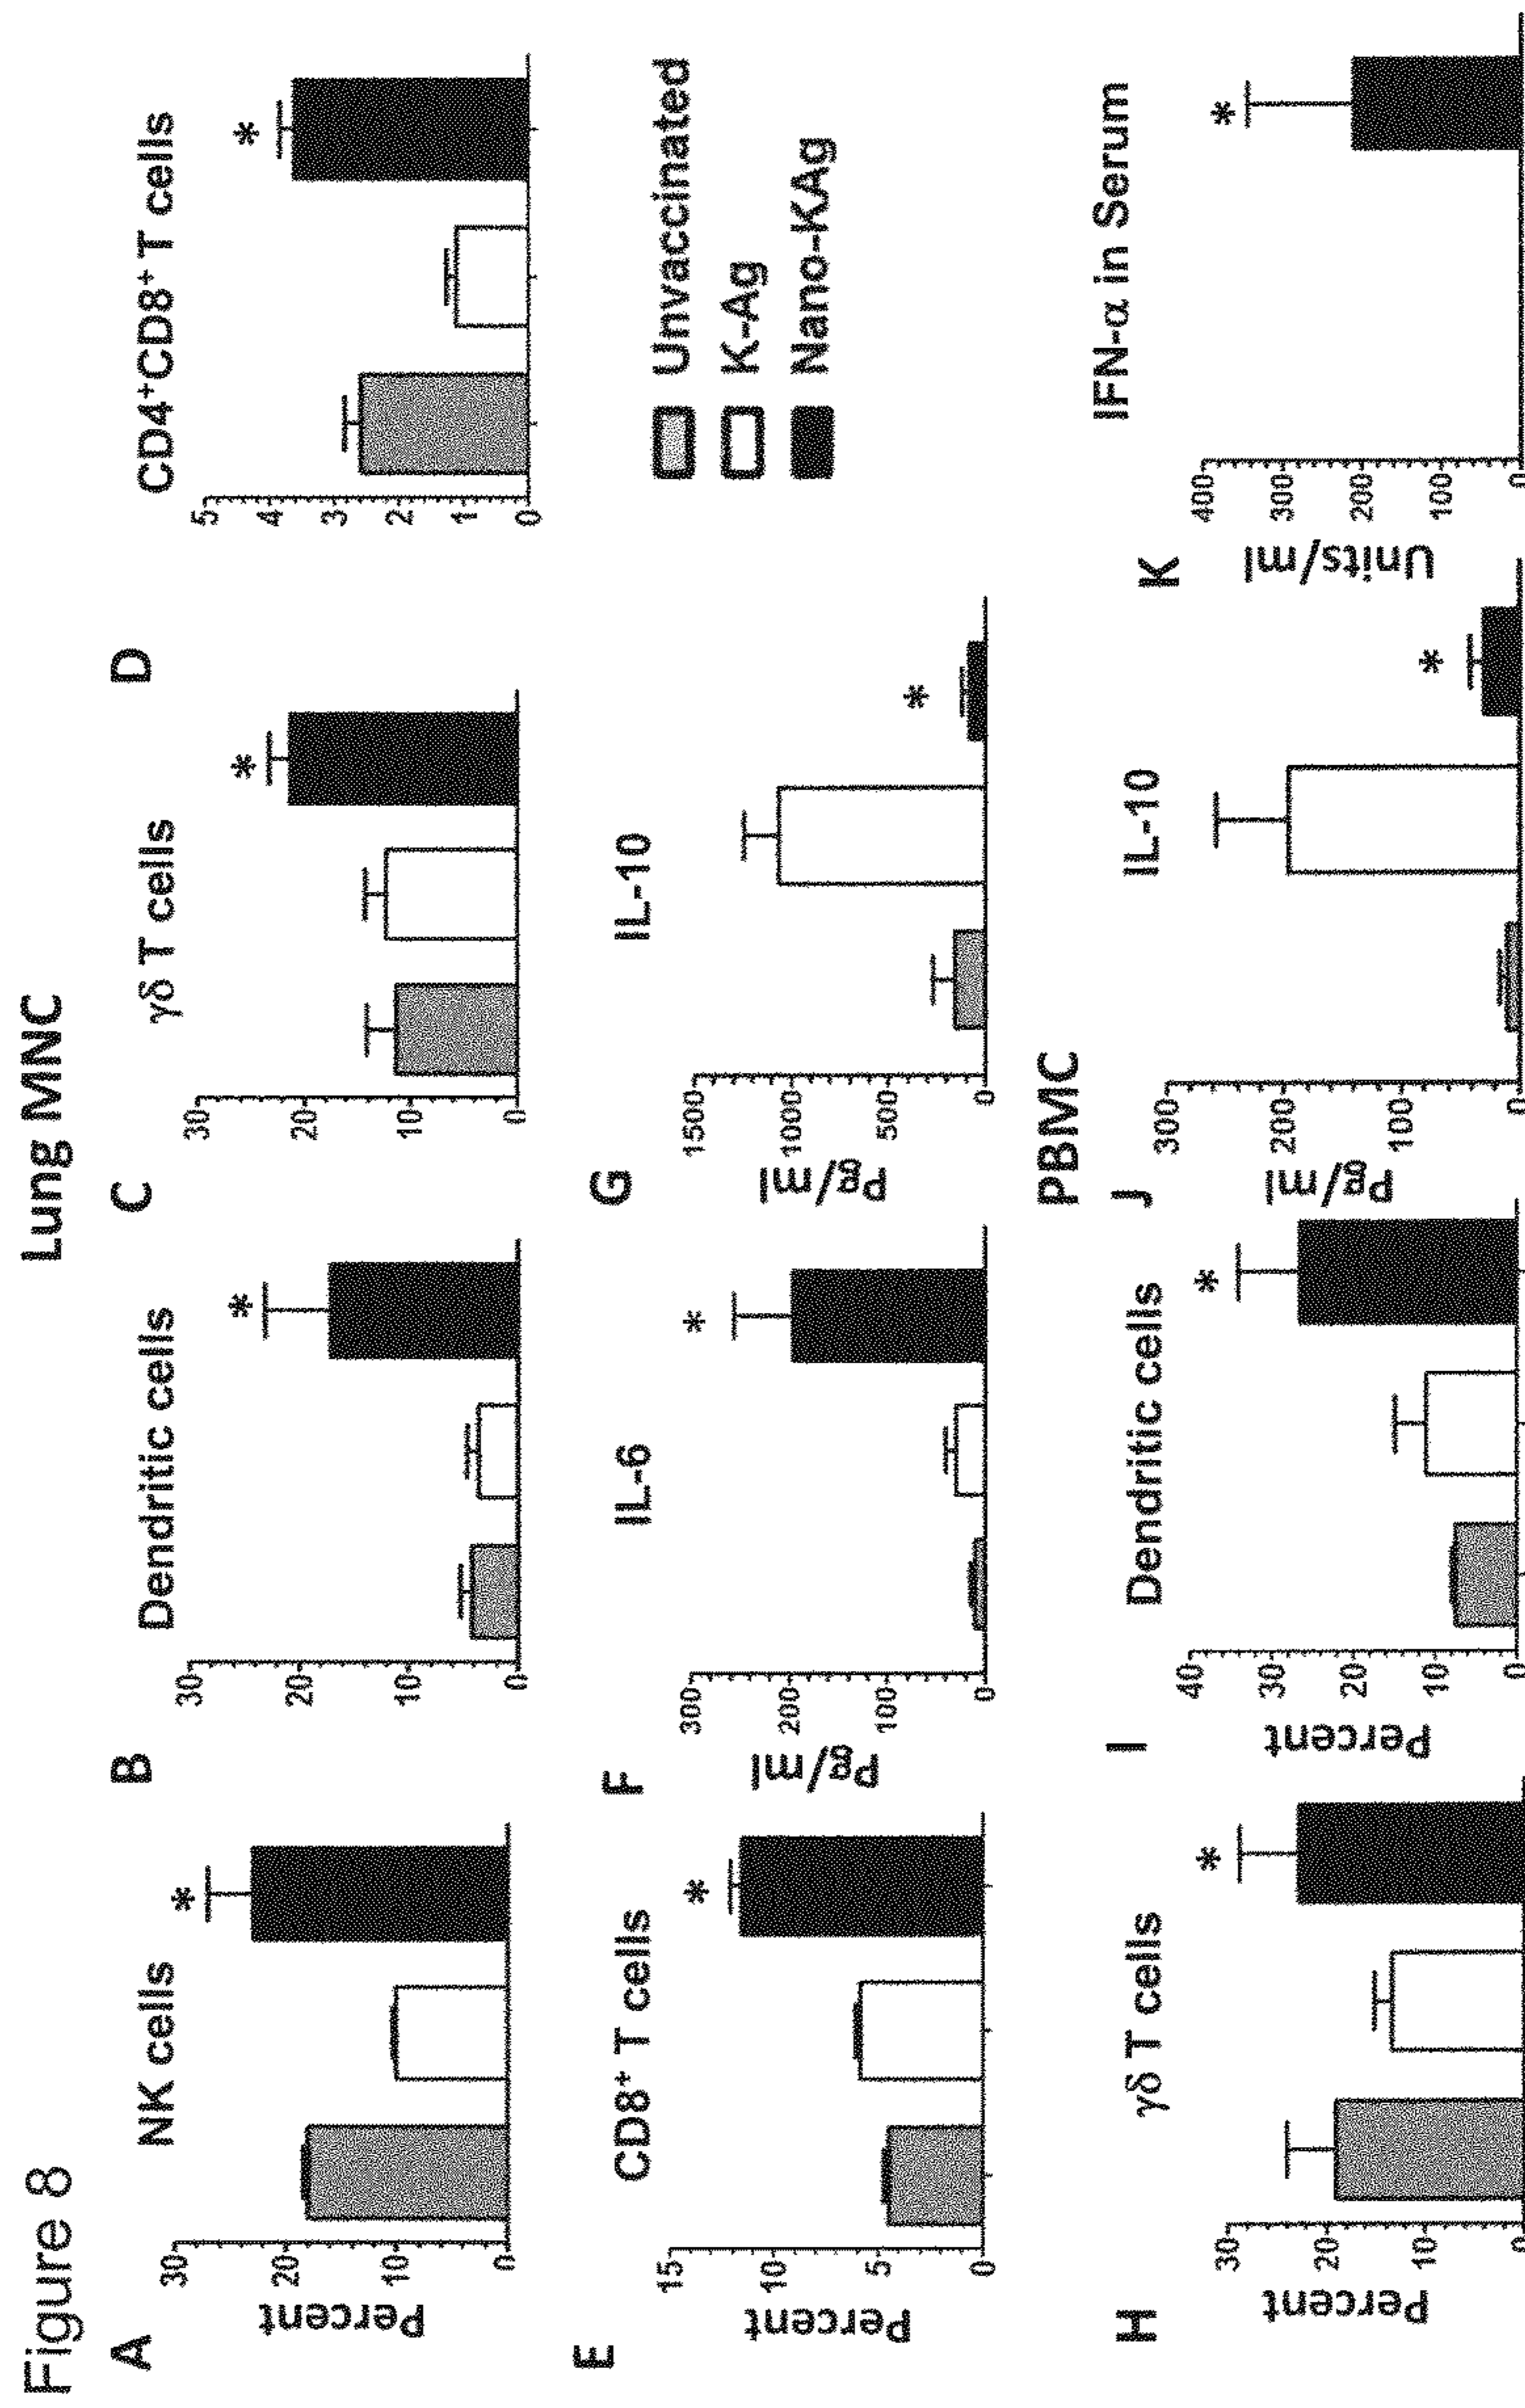 Figure 8
Lung MNC
A
NK cells
Percent
30
20
10
0
*
B
Dendritic cells
30
20
10
0
*
C
γδ T cells
30
20
10
0
*
D
CD4⁺CD8⁺ T cells
5
4
3
2
1
0
*
E
CD8⁺ T cells
Percent
15
10
5
0
*
F
IL-6
Pg/ml
300
200
100
0
*
G
IL-10
Pg/ml
1500
1000
500
0
*
Unvaccinated
K-Ag
Nano-KAg
PBMC
H
γδ T cells
Percent
30
20
10
0
*
I
Dendritic cells
Percent
40
30
20
10
0
*
J
IL-10
Pg/ml
300
200
100
0
*
K
IFN-α in Serum
Units/ml
400
300
200
100
0
*